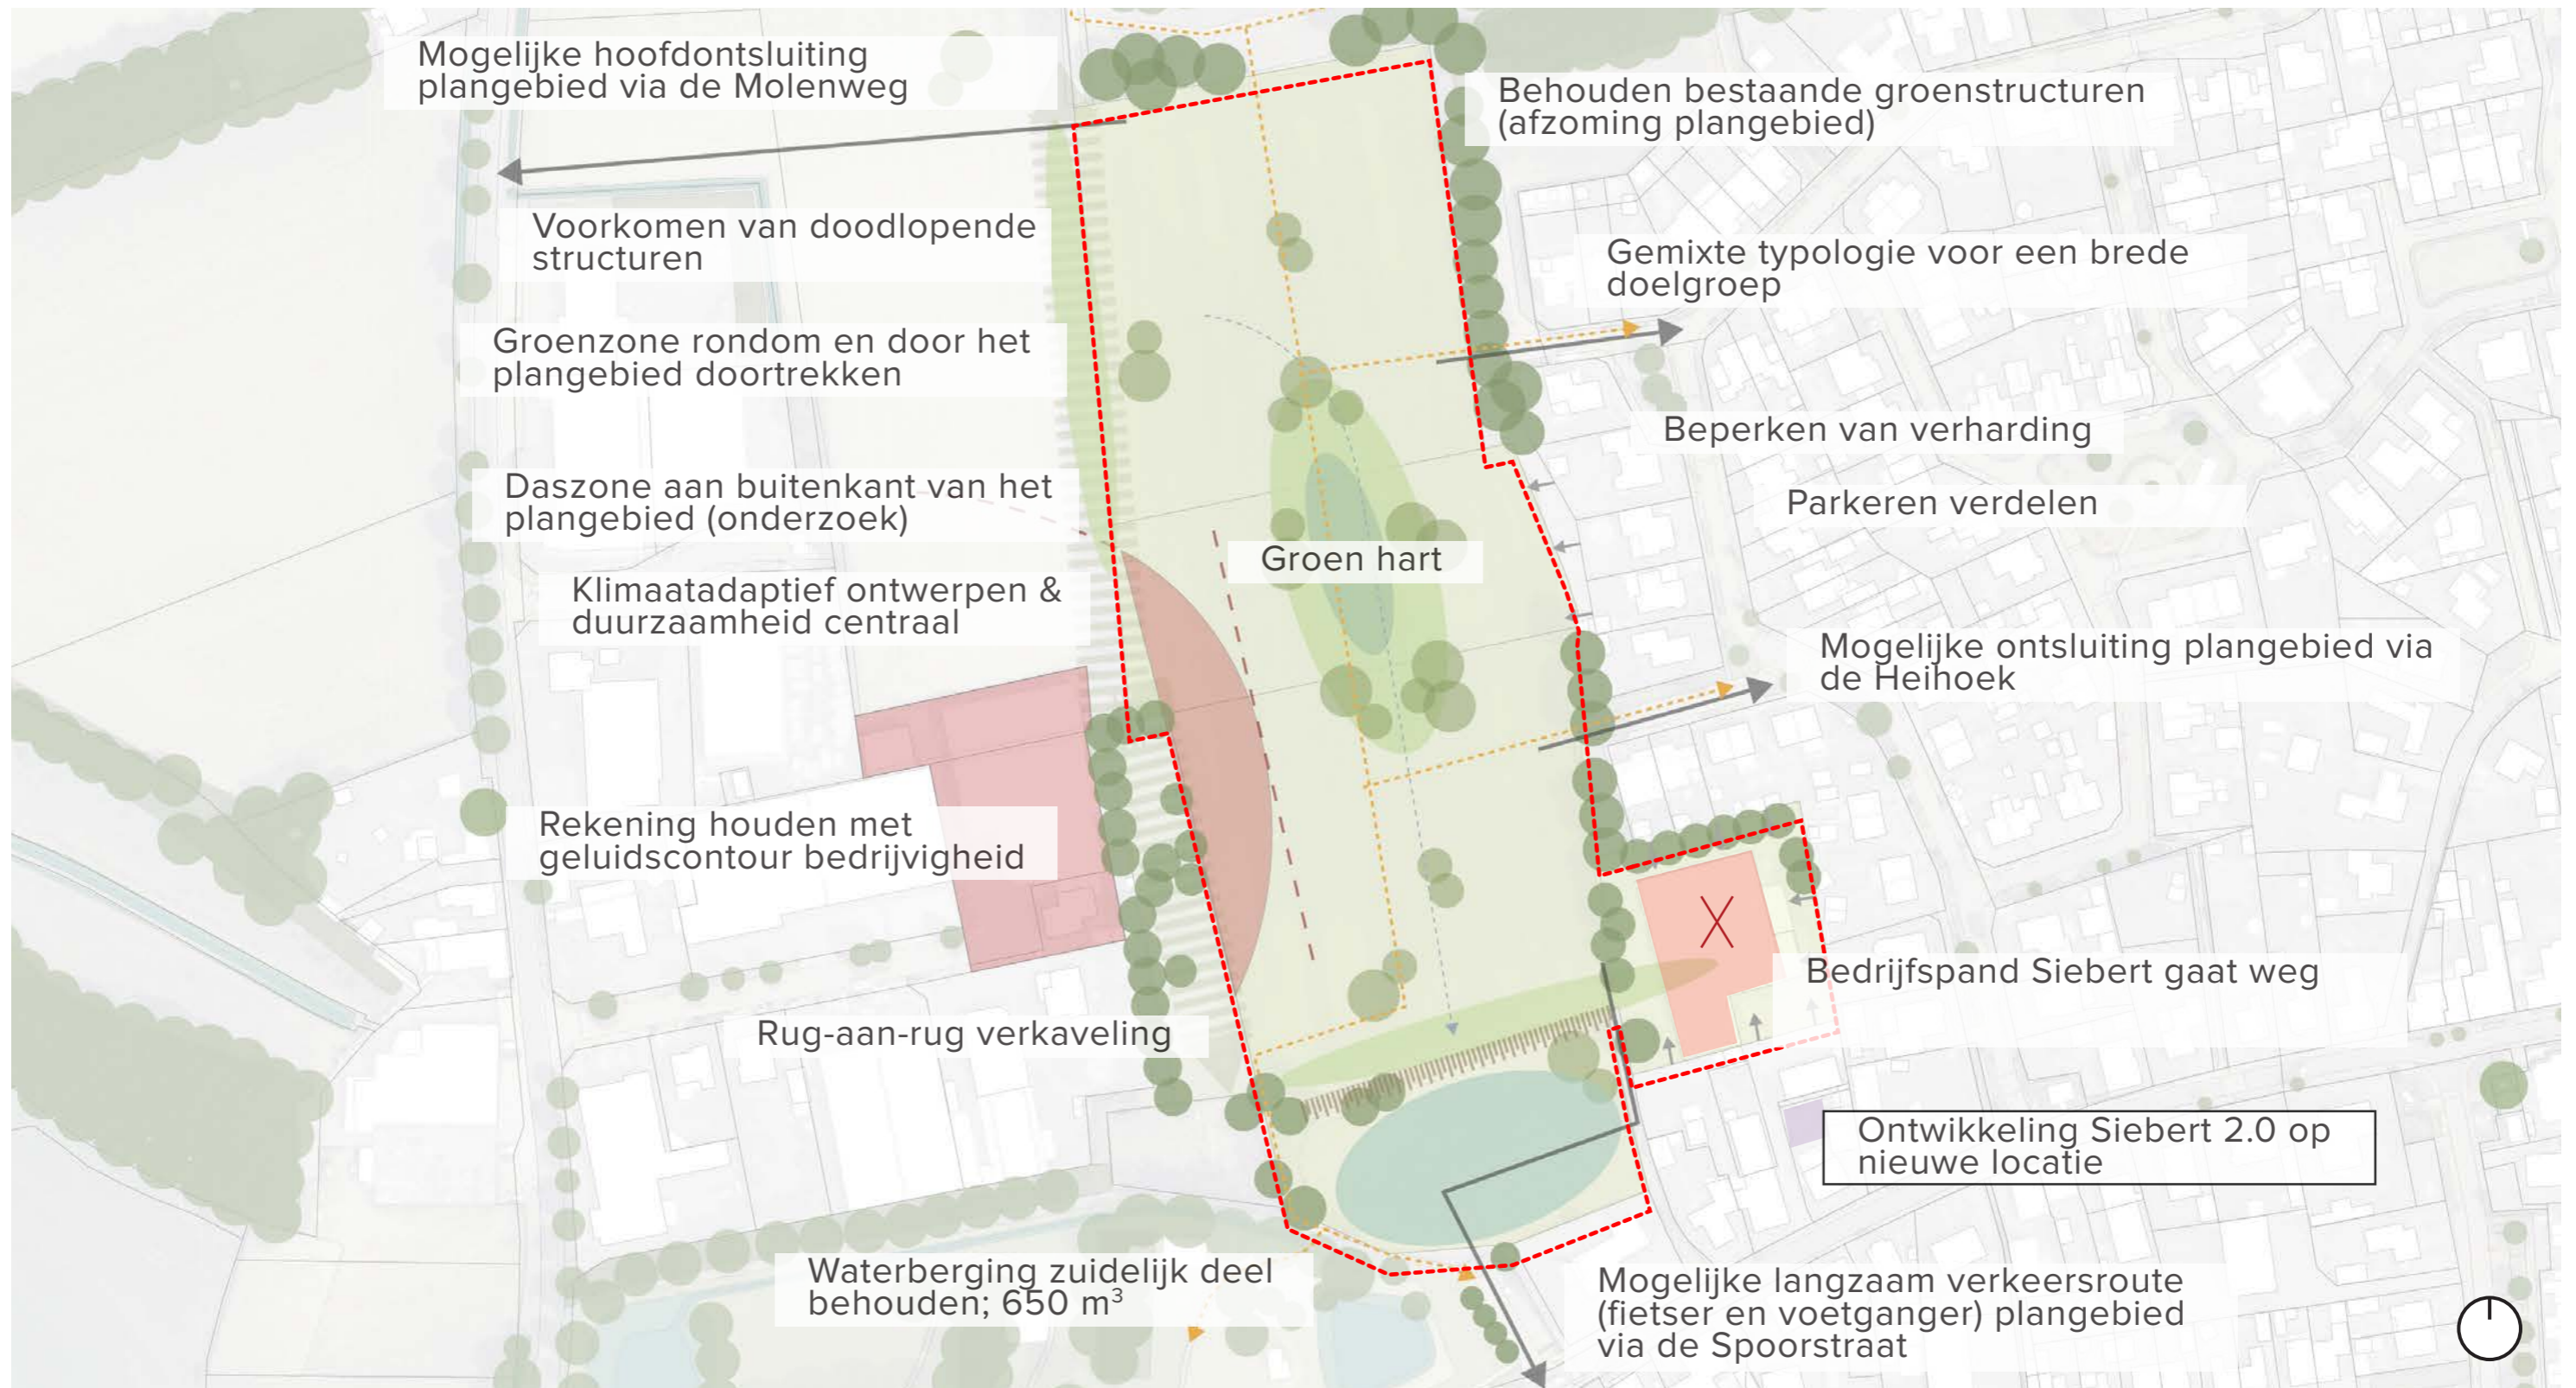 Mogelijke hoofdontsluiting
plangebied via de Molenweg
Behouden bestaande groenstructuren
(afzoming plangebied)
Voorkomen van doodlopende
structuren
Gemixte typologie voor een brede
doelgroep
Groenzone rondom en door het
plangebied doortrekken
Beperken van verharding
Daszone aan buitenkant van het
plangebied (onderzoek)
Parkeren verdelen
Groen hart
Klimaatadaptief ontwerpen &
duurzaamheid centraal
Mogelijke ontsluiting plangebied via
de Heihoek
Rekening houden met
geluidscontour bedrijvigheid
Bedrijfspand Siebert gaat weg
Rug-aan-rug verkaveling
Ontwikkeling Siebert 2.0 op
nieuwe locatie
Waterberging zuidelijk deel
behouden; 650 m³
Mogelijke langzaam verkeersroute
(fietser en voetganger) plangebied
via de Spoorstraat